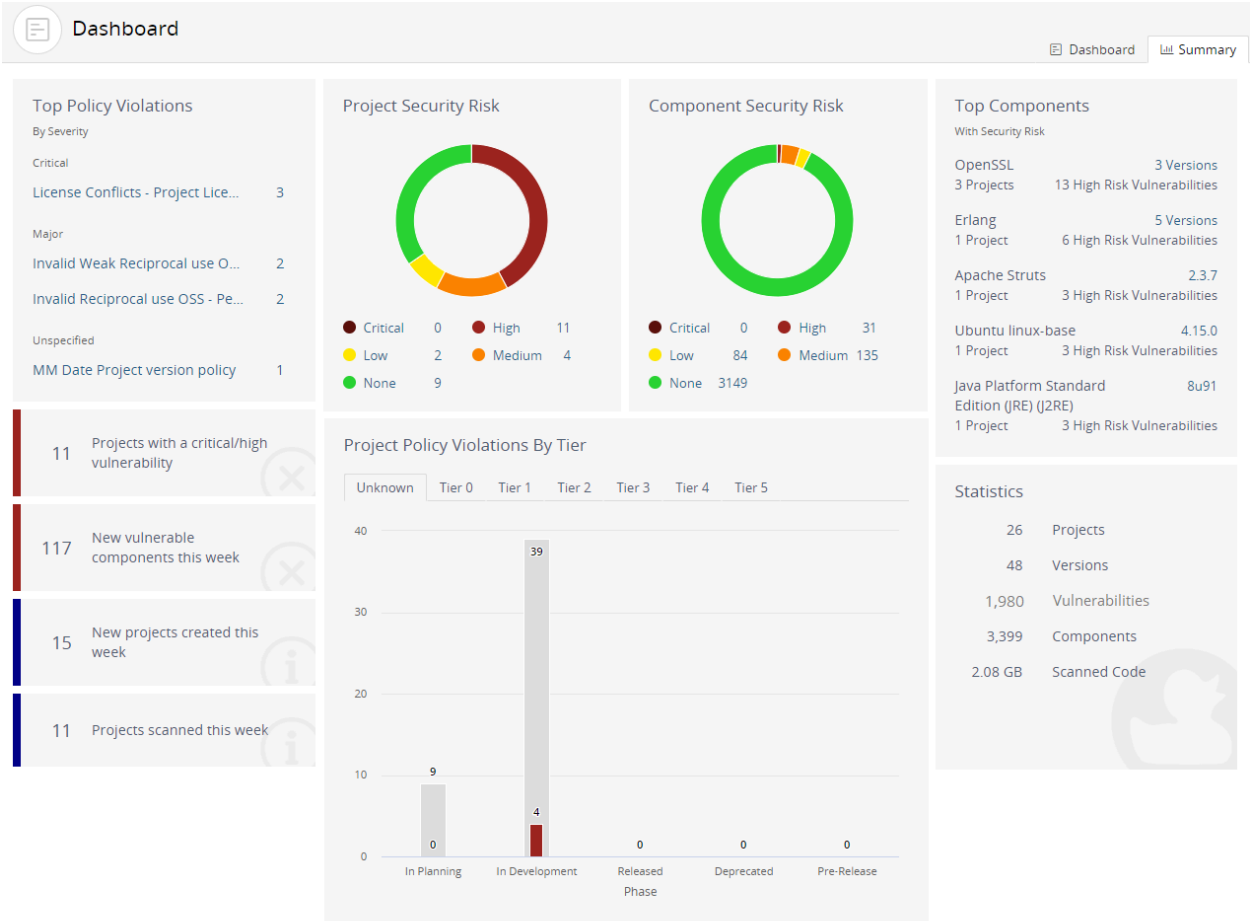 Dashboard
Dashboard
Summary
Top Policy Violations
By Severity
Critical
License Conflicts - Project Lice... 3
Major
Invalid Weak Reciprocal use O... 2
Invalid Reciprocal use OSS - Pe... 2
Unspecified
MM Date Project version policy 1
11 Projects with a critical/high
vulnerability
117 New vulnerable
components this week
15 New projects created this
week
11 Projects scanned this week
Project Security Risk
Critical 0 High 11
Low 2 Medium 4
None 9
Component Security Risk
Critical 0 High 31
Low 84 Medium 135
None 3149
Project Policy Violations By Tier
Unknown Tier 0 Tier 1 Tier 2 Tier 3 Tier 4 Tier 5
40
39
30
20
10
9
4
0 0 0 0
0
In Planning In Development Released Deprecated Pre-Release
Phase
Top Components
With Security Risk
OpenSSL 3 Versions
3 Projects 13 High Risk Vulnerabilities
Erlang 5 Versions
1 Project 6 High Risk Vulnerabilities
Apache Struts 2.3.7
1 Project 3 High Risk Vulnerabilities
Ubuntu linux-base 4.15.0
1 Project 3 High Risk Vulnerabilities
Java Platform Standard 8u91
Edition (JRE) (J2RE)
1 Project 3 High Risk Vulnerabilities
Statistics
26 Projects
48 Versions
1,980 Vulnerabilities
3,399 Components
2.08 GB Scanned Code